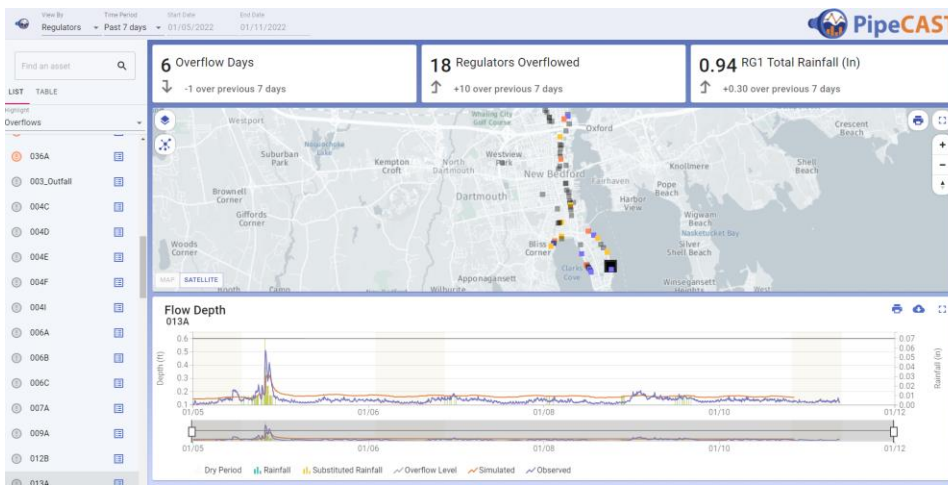 View By
Regulators
Time Period
Past 7 days
Start Date
01/05/2022
End Date
01/11/2022
PipeCAST
Find an asset
LIST
TABLE
Highlight
Overflows
036A
003_Outfall
004C
004D
004E
004F
004I
006A
006B
006C
007A
009A
012B
013A
6 Overflow Days
-1 over previous 7 days
18 Regulators Overflowed
+10 over previous 7 days
0.94 RG1 Total Rainfall (In)
+0.30 over previous 7 days
Westport
Whaling City
Golf Course
Oxford
Crescent
Beach
Suburban
Park
Noquochoke
Lake
Kempton
Croft
North
Dartmouth
Westview
Park
New Bedford
Fairhaven
Knollmere
Shell
Beach
Pope
Beach
Brownell
Corner
Dartmouth
Harbor
View
Giffords
Corner
Wigwam
Beach
Nasketucket Bay
Woods
Corner
Bliss
Corner
Silver
Shell Beach
Clarks
Cove
Apponagansett
Winsegansett
Heights
West
MAP
SATELLITE
Flow Depth
013A
Depth (ft)
0.6
0.5
0.4
0.3
0.2
0.1
0.07
0.06
0.05
0.04
0.03
0.02
0.01
0.00
Rainfall (in)
01/05
01/06
01/08
01/10
01/12
01/05
01/06
01/08
01/10
01/12
Dry Period
Rainfall
Substituted Rainfall
Overflow Level
Simulated
Observed